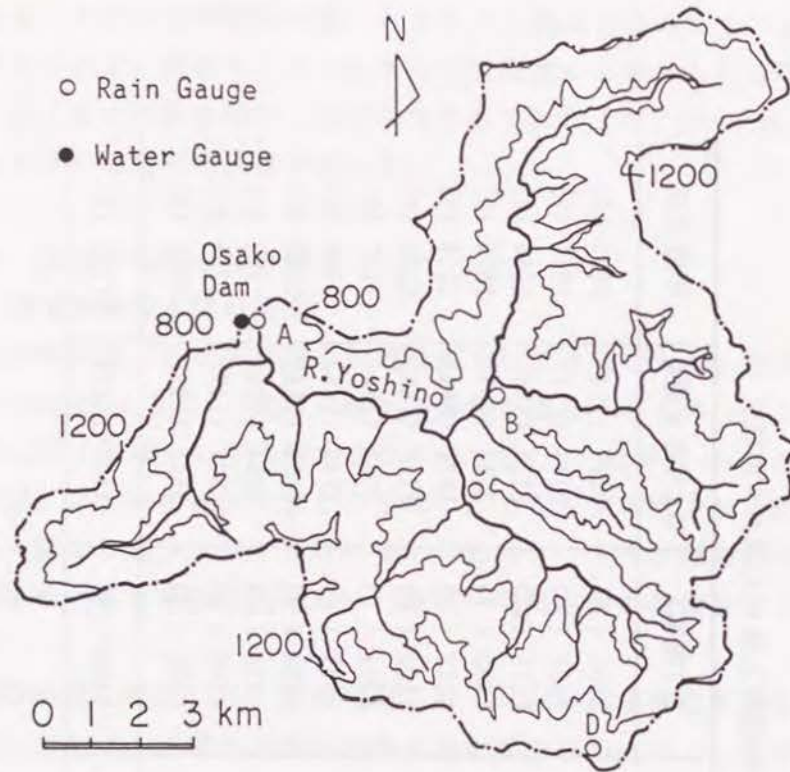 N
Rain Gauge
Water Gauge
1200
Osako
Dam
800
800
A
R.Yoshino
B
1200
C
1200
0 1 2 3 km
D